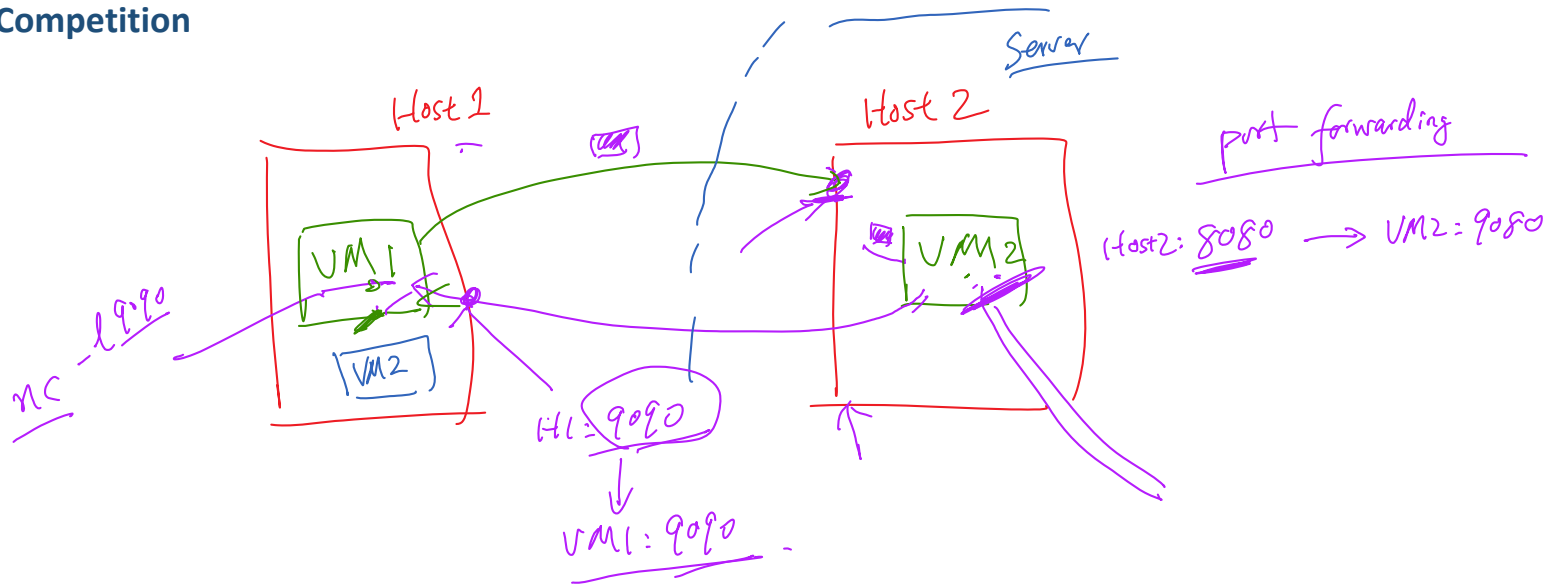 Competition
Server
Host 1
Host 2
port forwarding
VM1
VM2
Host2: 8080 → VM2: 9080
nc -l 9090
VM2
H1: 9090
VM1: 9090